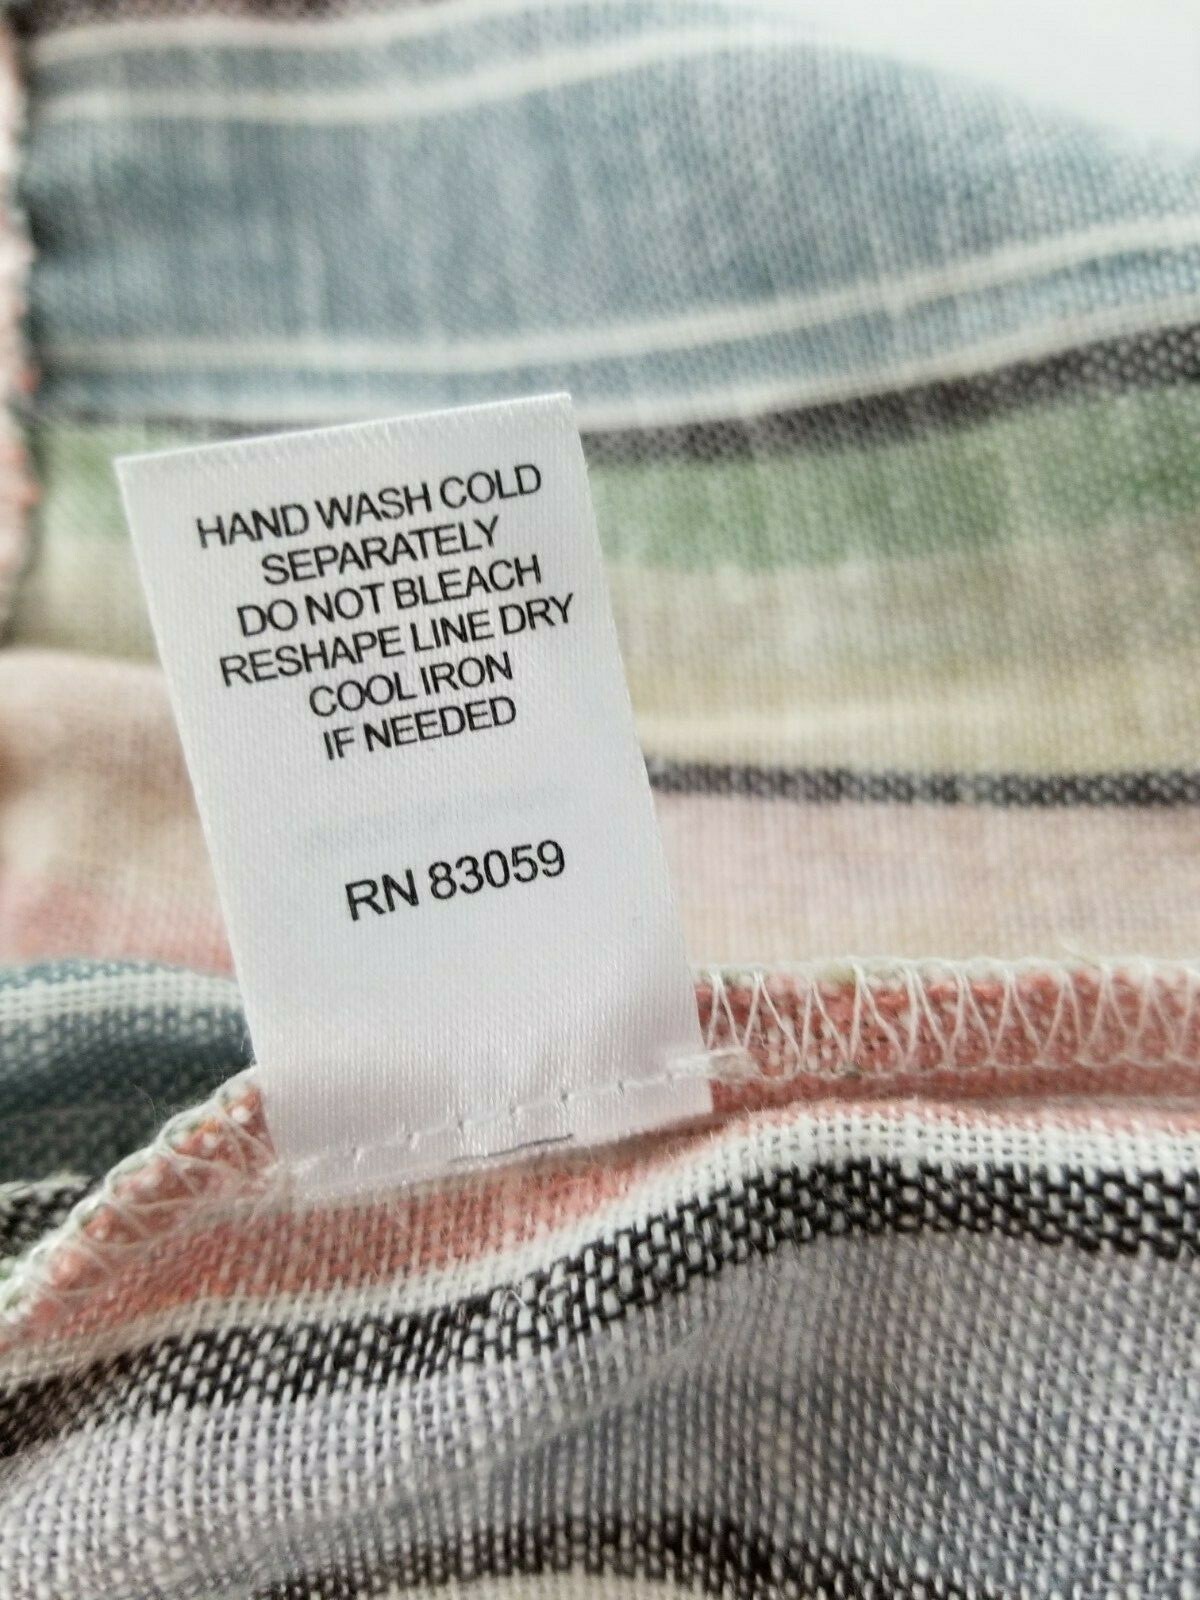 HAND WASH COLD
SEPARATELY
DO NOT BLEACH
RESHAPE LINE DRY
COOL IRON
IF NEEDED
RN 83059